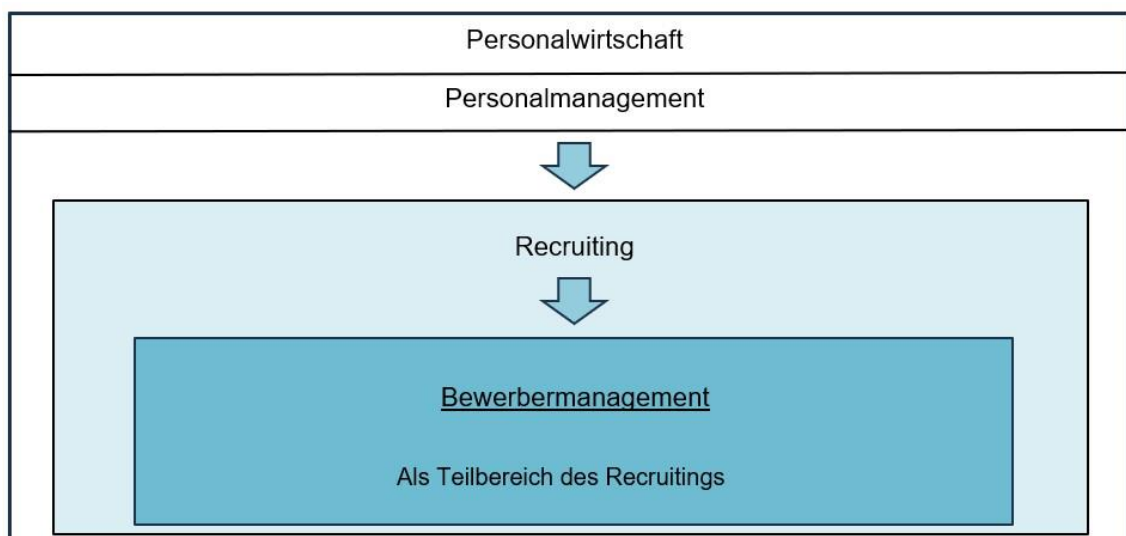 Personalwirtschaft
Personalmanagement
Recruiting
Bewerbermanagement
Als Teilbereich des Recruitings